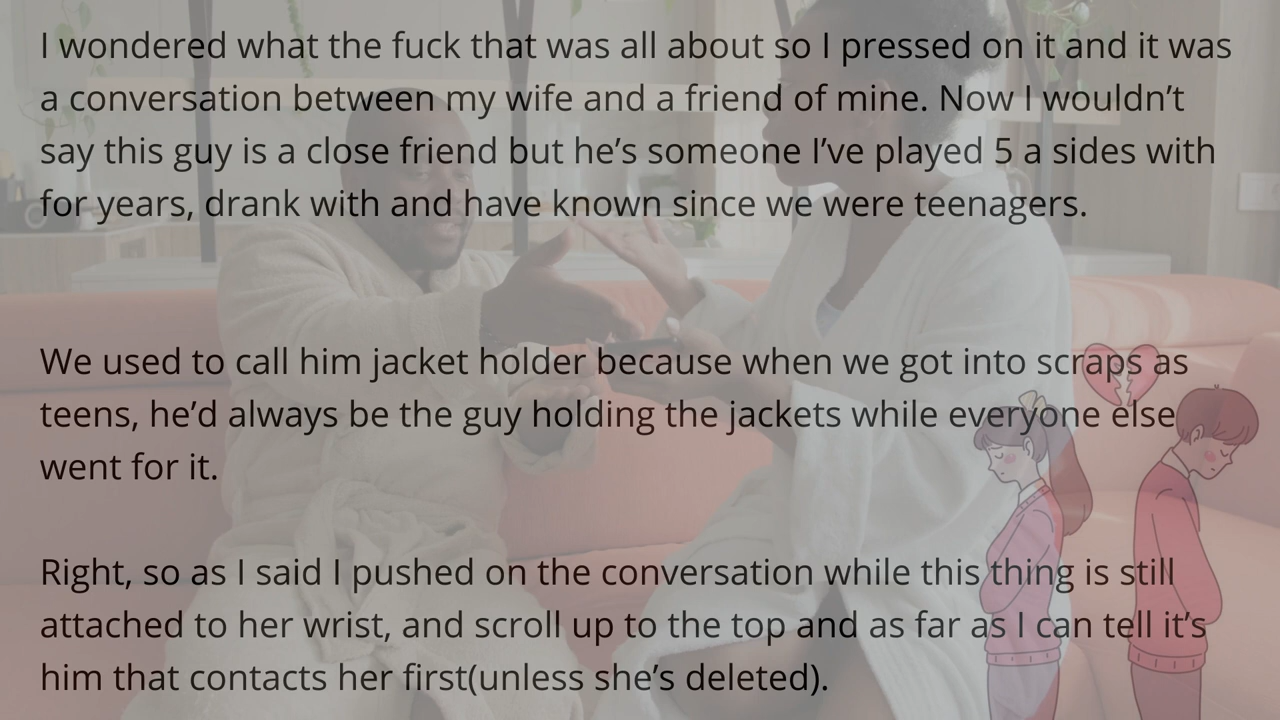 I wondered what the fuck that was all about so I pressed on it and it was
a conversation between my wife and a friend of mine. Now I wouldn’t
say this guy is a close friend but he’s someone I’ve played 5 a sides with
for years, drank with and have known since we were teenagers.
We used to call him jacket holder because when we got into scraps as
teens, he’d always be the guy holding the jackets while everyone else
went for it.
Right, so as I said I pushed on the conversation while this thing is still
attached to her wrist, and scroll up to the top and as far as I can tell it’s
him that contacts her first(unless she’s deleted).